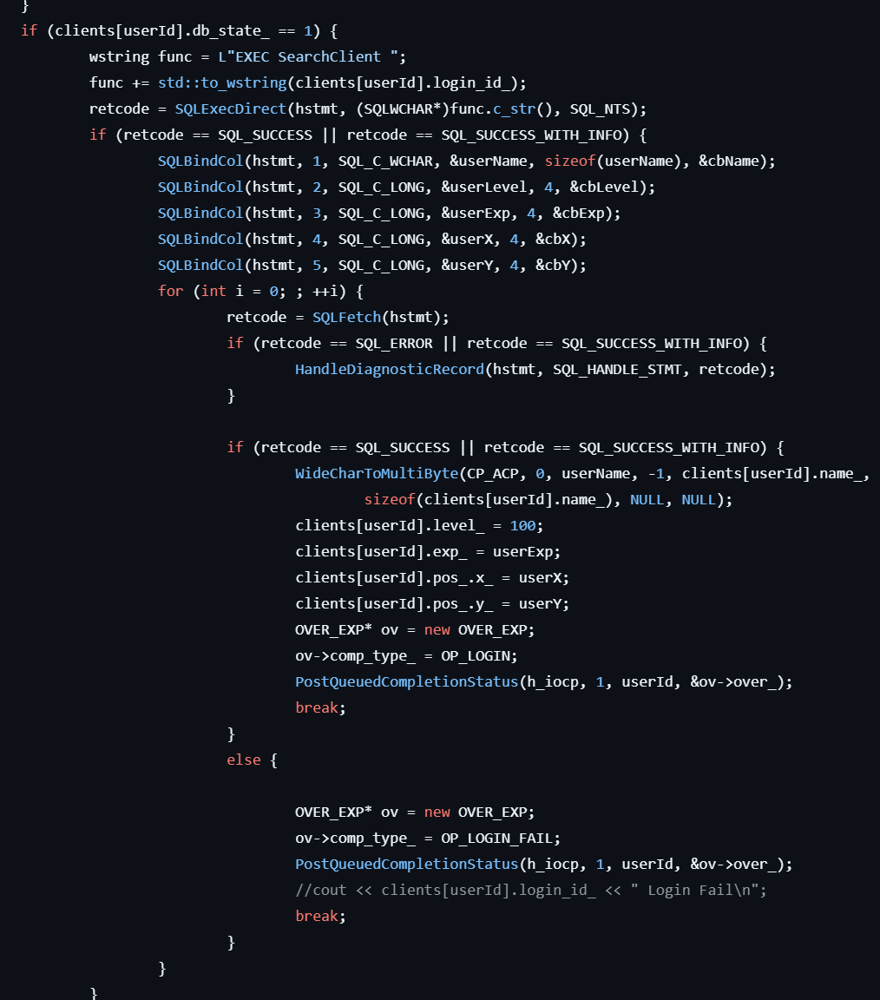 }
if (clients[userId].db_state_ == 1) {
wstring func = L"EXEC SearchClient ";
func += std::to_wstring(clients[userId].login_id_);
retcode = SQLExecDirect(hstmt, (SQLWCHAR*)func.c_str(), SQL_NTS);
if (retcode == SQL_SUCCESS || retcode == SQL_SUCCESS_WITH_INFO) {
SQLBindCol(hstmt, 1, SQL_C_WCHAR, &userName, sizeof(userName), &cbName);
SQLBindCol(hstmt, 2, SQL_C_LONG, &userLevel, 4, &cbLevel);
SQLBindCol(hstmt, 3, SQL_C_LONG, &userExp, 4, &cbExp);
SQLBindCol(hstmt, 4, SQL_C_LONG, &userX, 4, &cbX);
SQLBindCol(hstmt, 5, SQL_C_LONG, &userY, 4, &cbY);
for (int i = 0; ; ++i) {
retcode = SQLFetch(hstmt);
if (retcode == SQL_ERROR || retcode == SQL_SUCCESS_WITH_INFO) {
HandleDiagnosticRecord(hstmt, SQL_HANDLE_STMT, retcode);
}
if (retcode == SQL_SUCCESS || retcode == SQL_SUCCESS_WITH_INFO) {
WideCharToMultiByte(CP_ACP, 0, userName, -1, clients[userId].name_,
sizeof(clients[userId].name_), NULL, NULL);
clients[userId].level_ = 100;
clients[userId].exp_ = userExp;
clients[userId].pos_.x_ = userX;
clients[userId].pos_.y_ = userY;
OVER_EXP* ov = new OVER_EXP;
ov->comp_type_ = OP_LOGIN;
PostQueuedCompletionStatus(h_iocp, 1, userId, &ov->over_);
break;
}
else {
OVER_EXP* ov = new OVER_EXP;
ov->comp_type_ = OP_LOGIN_FAIL;
PostQueuedCompletionStatus(h_iocp, 1, userId, &ov->over_);
//cout << clients[userId].login_id_ << " Login Fail\n";
break;
}
}
}